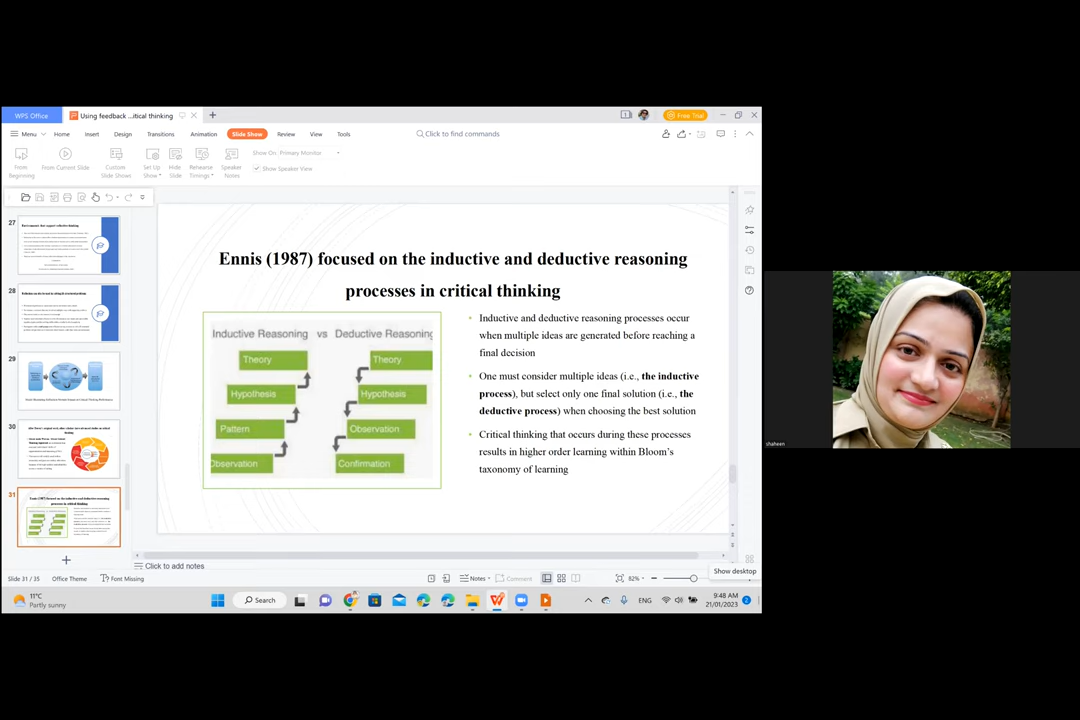 WPS Office
Using feedback ...itical thinking
Free Trial
Menu
Home
Insert
Design
Transitions
Animation
Slide Show
Review
View
Tools
Click to find commands
From Beginning
From Current Slide
Custom Slide Shows
Set Up Show
Hide Slide
Rehearse Timings
Speaker Notes
Show On: Primary Monitor
Show Speaker View
27
28
29
30
31
Ennis (1987) focused on the inductive and deductive reasoning
processes in critical thinking
Inductive Reasoning vs Deductive Reasoning
Theory
Hypothesis
Pattern
Observation
Theory
Hypothesis
Observation
Confirmation
• Inductive and deductive reasoning processes occur
when multiple ideas are generated before reaching a
final decision
• One must consider multiple ideas (i.e., the inductive
process), but select only one final solution (i.e., the
deductive process) when choosing the best solution
• Critical thinking that occurs during these processes
results in higher order learning within Bloom's
taxonomy of learning
Click to add notes
Slide 31 / 35
Office Theme
Font Missing
Notes
Comment
82%
Show desktop
11°C
Partly sunny
Search
ENG
9:48 AM
21/01/2023
2
shaheen